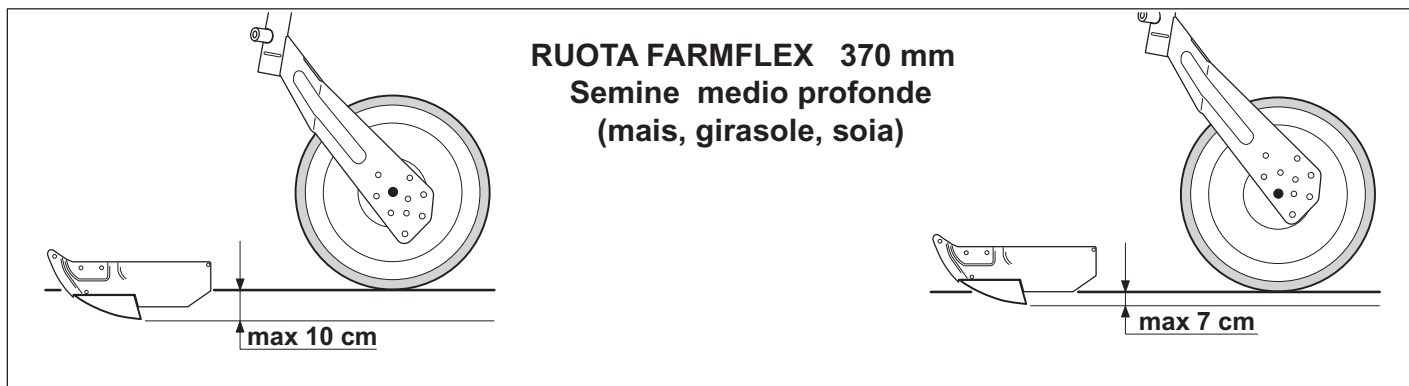 RUOTA FARMFLEX 370 mm
Semine medio profonde
(mais, girasole, soia)
max 10 cm
max 7 cm